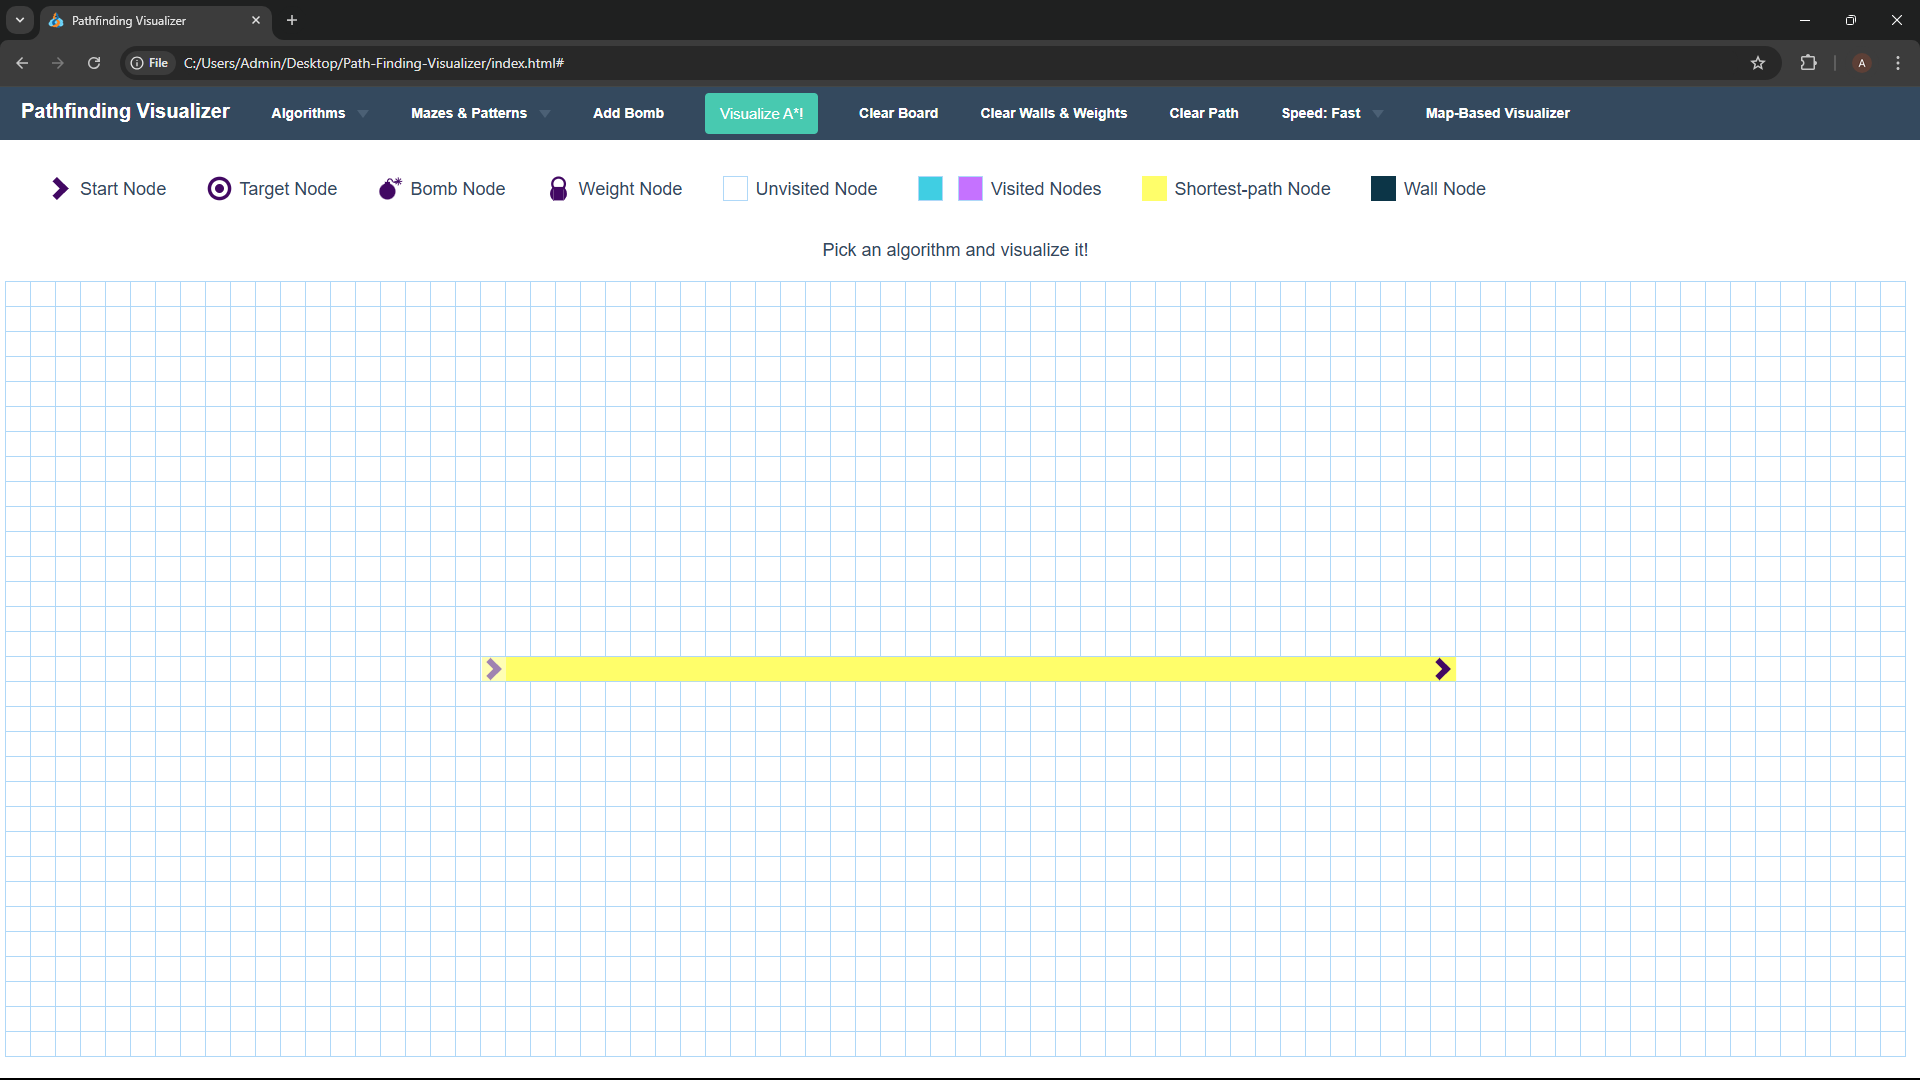 Pathfinding Visualizer
File C:/Users/Admin/Desktop/Path-Finding-Visualizer/index.html# A
Pathfinding Visualizer Algorithms Mazes & Patterns Add Bomb Visualize A*! Clear Board Clear Walls & Weights Clear Path Speed: Fast Map-Based Visualizer
Start Node Target Node Bomb Node Weight Node Unvisited Node Visited Nodes Shortest-path Node Wall Node
Pick an algorithm and visualize it!